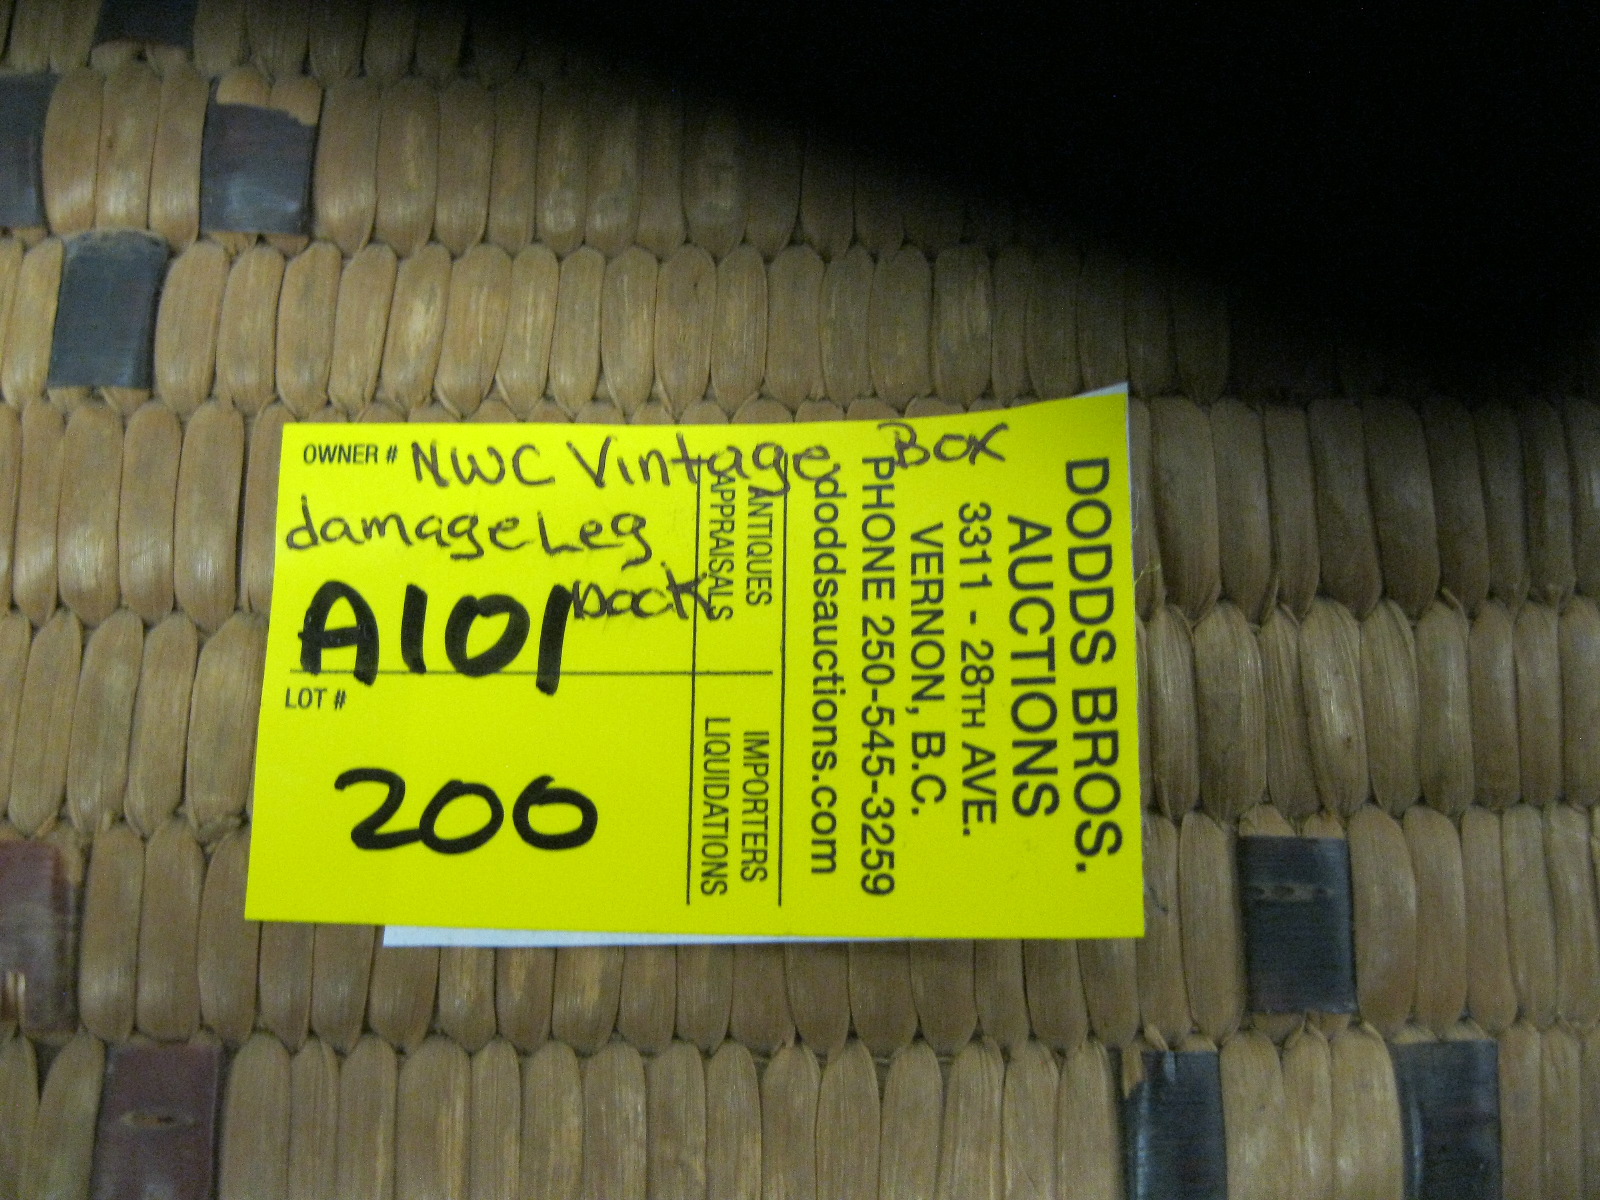 OWNER # NWC Vintage Box
damage Leg
back
A101
LOT #
200
DODDS BROS.
AUCTIONS
3311 - 28TH AVE.
VERNON, B.C.
PHONE 250-545-3259
doddsauctions.com
ANTIQUES IMPORTERS
APPRAISALS LIQUIDATIONS